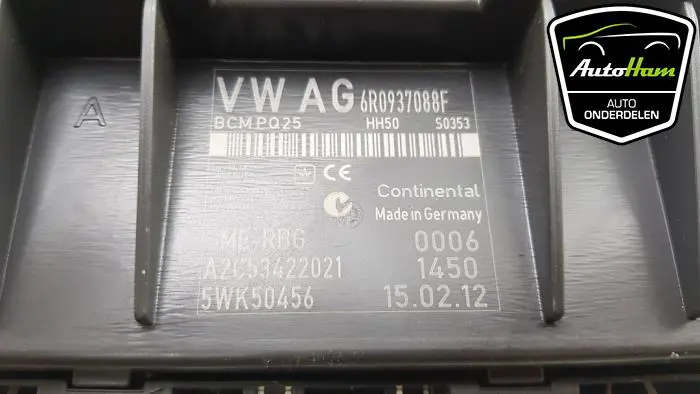 A
VW AG 6R0937088F
BCM PQ25 HH50 S0353
CE
Continental
Made in Germany
0006
A2C53422021 1450
5WK50456 15.02.12
AutoHam
AUTO
ONDERDELEN